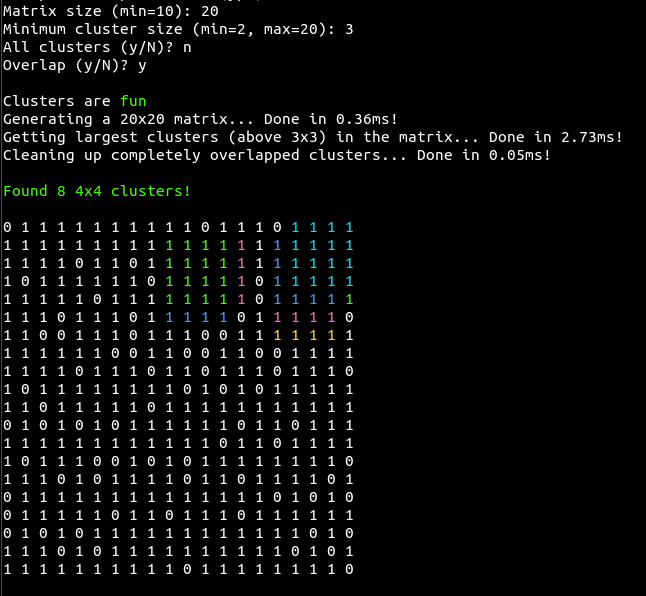 Matrix size (min=10): 20
Minimum cluster size (min=2, max=20): 3
All clusters (y/N)? n
Overlap (y/N)? y
Clusters are fun
Generating a 20x20 matrix... Done in 0.36ms!
Getting largest clusters (above 3x3) in the matrix... Done in 2.73ms!
Cleaning up completely overlapped clusters... Done in 0.05ms!
Found 8 4x4 clusters!
0 1 1 1 1 1 1 1 1 1 1 0 1 1 1 0 1 1 1 1
1 1 1 1 1 1 1 1 1 1 1 1 1 1 1 1 1 1 1 1
1 1 1 1 0 1 1 0 1 1 1 1 1 1 1 1 1 1 1 1
1 0 1 1 1 1 1 1 0 1 1 1 1 1 0 1 1 1 1 1
1 1 1 1 1 0 1 1 1 1 1 1 1 1 0 1 1 1 1 1
1 1 1 0 1 1 1 0 1 1 1 1 1 0 1 1 1 1 1 0
1 1 0 0 1 1 1 0 1 1 1 0 0 1 1 1 1 1 1 1
1 1 1 1 1 1 0 0 1 1 0 0 1 1 0 0 1 1 1 1
1 1 1 1 0 1 1 1 0 1 1 0 1 1 1 0 1 1 1 0
1 0 1 1 1 1 1 1 1 1 0 1 0 1 0 1 1 1 1 1
1 1 0 1 1 1 1 1 0 1 1 1 1 1 1 1 1 1 1 1
0 1 0 1 0 1 0 1 1 1 1 1 1 0 1 1 0 1 1 1
1 1 1 1 1 1 1 1 1 1 1 1 0 1 1 0 1 1 1 1
1 0 1 1 1 0 0 1 0 1 0 1 1 1 1 1 1 1 1 0
1 1 1 0 1 0 1 1 1 1 1 0 1 0 1 1 1 1 0 1
0 1 1 1 1 1 1 1 1 1 1 1 1 1 1 0 1 0 1 0
0 1 1 1 1 1 0 1 1 0 1 1 1 0 1 1 1 1 1 1
0 1 0 1 0 1 1 1 1 1 1 1 1 1 1 1 1 0 1 0
1 1 1 0 1 0 1 1 1 1 1 1 1 1 1 1 0 1 0 1
1 1 1 1 1 1 1 1 1 1 0 1 1 1 1 1 1 1 1 0